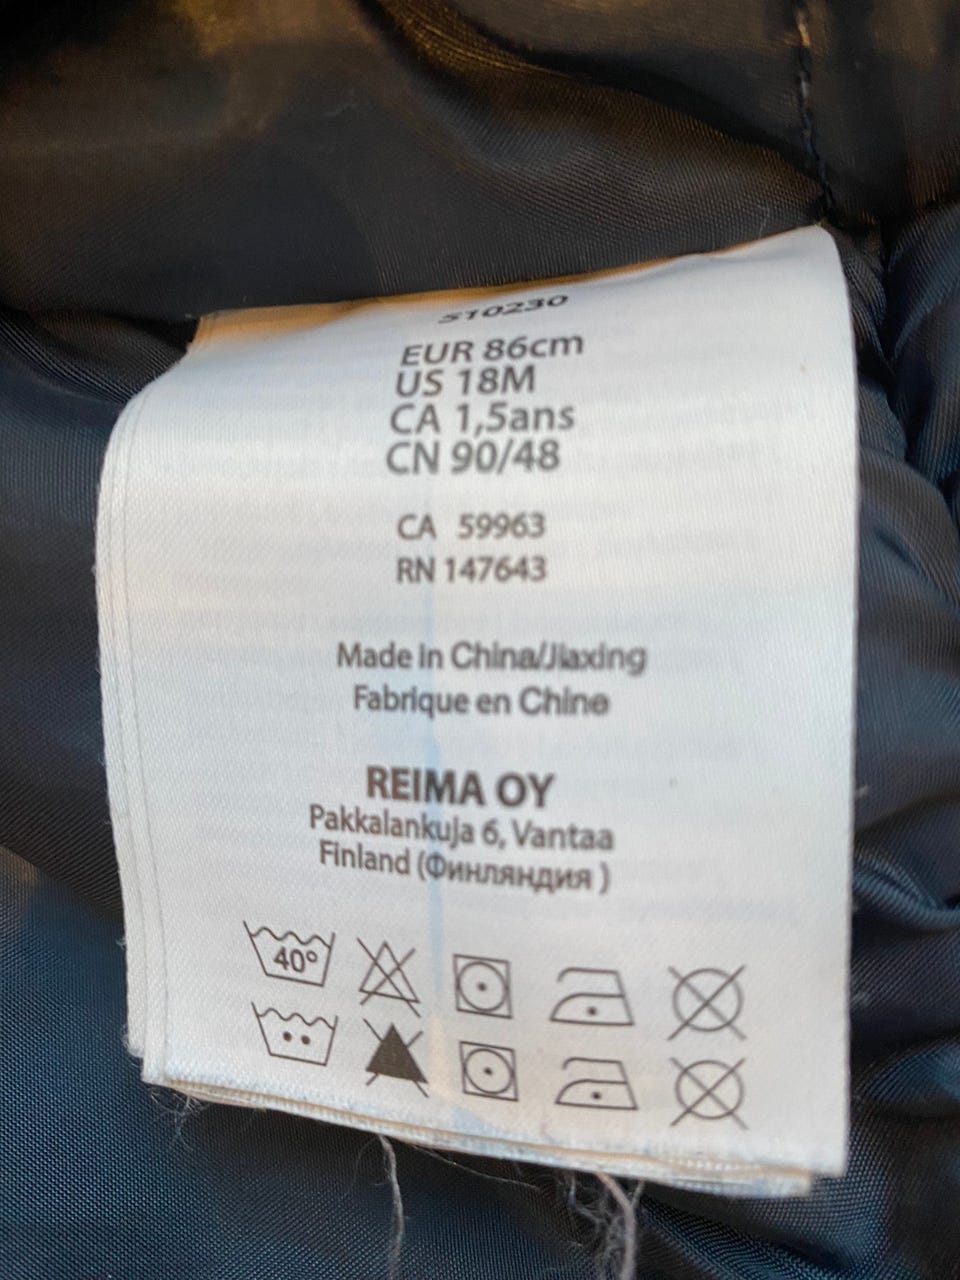 510230
EUR 86cm
US 18M
CA 1,5ans
CN 90/48
CA 59963
RN 147643
Made in China/Jiaxing
Fabrique en Chine
REIMA OY
Pakkalankuja 6, Vantaa
Finland (Финляндия )
40°